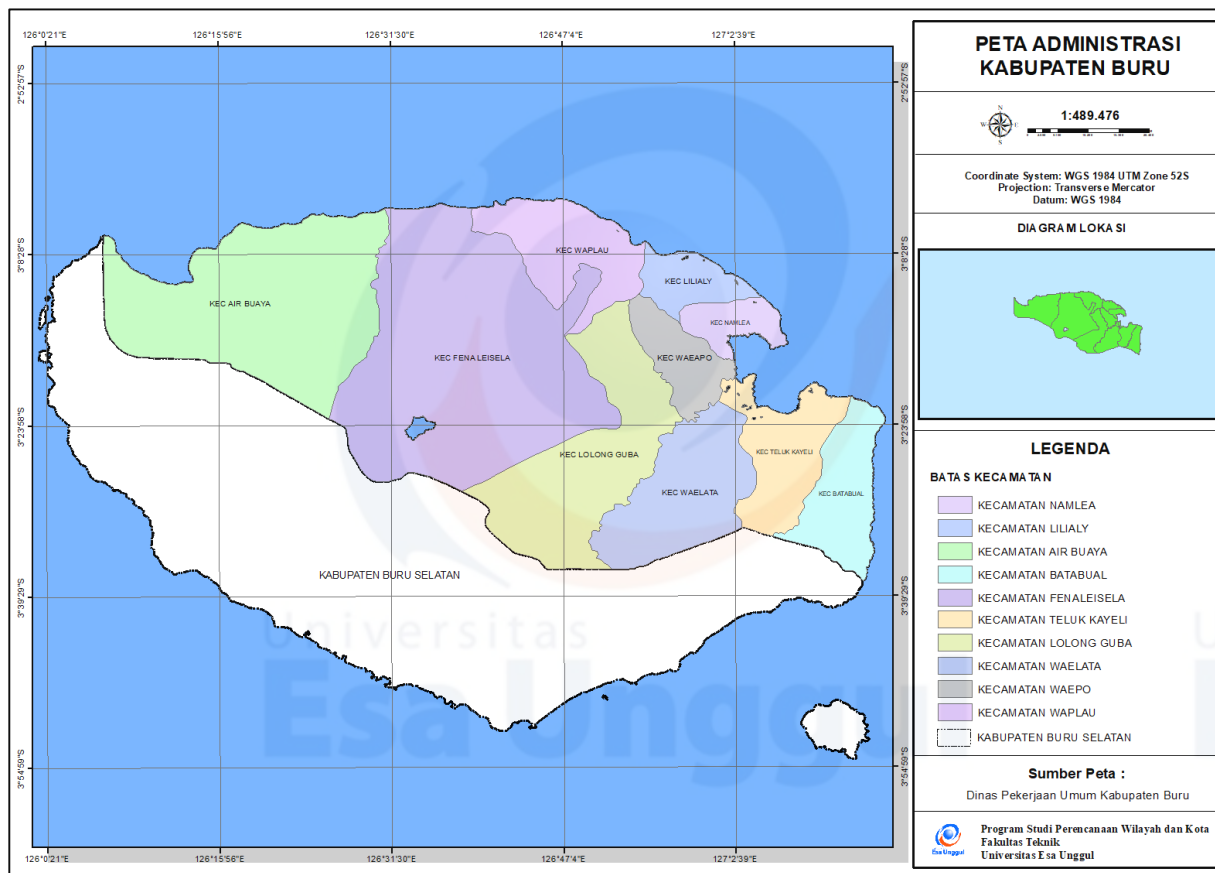 126°0'21"E 126°15'56"E 126°31'30"E 126°47'4"E 127°2'39"E
2°52'57"S 2°52'57"S
3°8'28"S 3°8'28"S
3°23'58"S 3°23'58"S
3°39'29"S 3°39'29"S
3°54'59"S 3°54'59"S
126°0'21"E 126°15'56"E 126°31'30"E 126°47'4"E 127°2'39"E
KEC WAPLAU
KEC LILIALY
KEC AIR BUAYA
KEC NAMLEA
KEC FENA LEISELA
KEC WAEAPO
KEC LOLONG GUBA
KEC TELUK KAYELI
KEC WAELATA
KEC BATABUAL
KABUPATEN BURU SELATAN
Universitas
Esa Unggul
PETA ADMINISTRASI
KABUPATEN BURU
N
W
S
1:489.476
Coordinate System: WGS 1984 UTM Zone 52S
Projection: Transverse Mercator
Datum: WGS 1984
DIAGRAM LOKASI
LEGENDA
BATAS KECAMATAN
KECAMATAN NAMLEA
KECAMATAN LILIALY
KECAMATAN AIR BUAYA
KECAMATAN BATABUAL
KECAMATAN FENALEISELA
KECAMATAN TELUK KAYELI
KECAMATAN LOLONG GUBA
KECAMATAN WAELATA
KECAMATAN WAEPO
KECAMATAN WAPLAU
KABUPATEN BURU SELATAN
Sumber Peta :
Dinas Pekerjaan Umum Kabupaten Buru
Esa Unggul
Program Studi Perencanaan Wilayah dan Kota
Fakultas Teknik
Universitas Esa Unggul